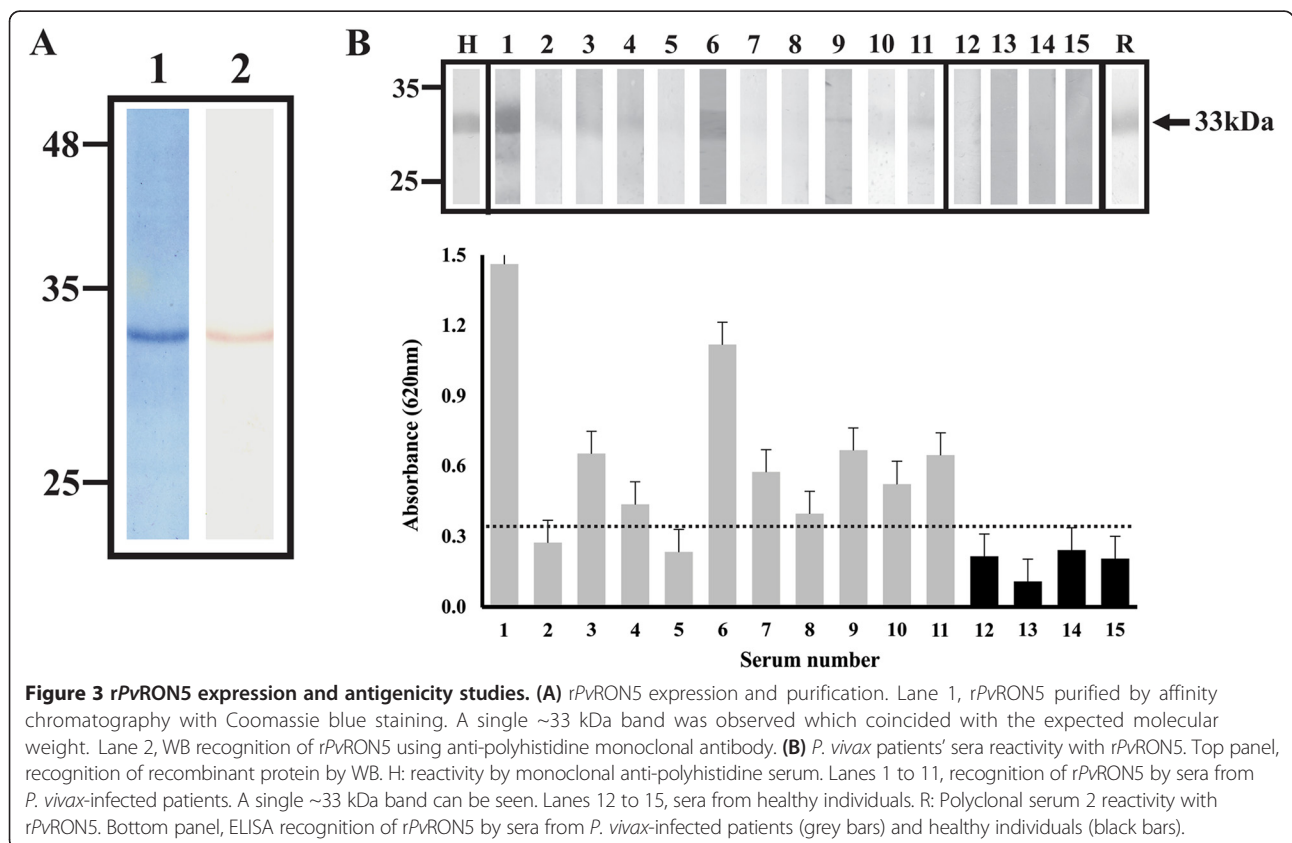 A
1 2
48
35
25
B
H 1 2 3 4 5 6 7 8 9 10 11 12 13 14 15 R
35
25
33kDa
1.5
1.2
0.9
0.6
0.3
0.0
Absorbance (620nm)
1 2 3 4 5 6 7 8 9 10 11 12 13 14 15
Serum number
Figure 3 rPvRON5 expression and antigenicity studies. (A) rPvRON5 expression and purification. Lane 1, rPvRON5 purified by affinity
chromatography with Coomassie blue staining. A single ~33 kDa band was observed which coincided with the expected molecular
weight. Lane 2, WB recognition of rPvRON5 using anti-polyhistidine monoclonal antibody. (B) P. vivax patients' sera reactivity with rPvRON5. Top panel,
recognition of recombinant protein by WB. H: reactivity by monoclonal anti-polyhistidine serum. Lanes 1 to 11, recognition of rPvRON5 by sera from
P. vivax-infected patients. A single ~33 kDa band can be seen. Lanes 12 to 15, sera from healthy individuals. R: Polyclonal serum 2 reactivity with
rPvRON5. Bottom panel, ELISA recognition of rPvRON5 by sera from P. vivax-infected patients (grey bars) and healthy individuals (black bars).